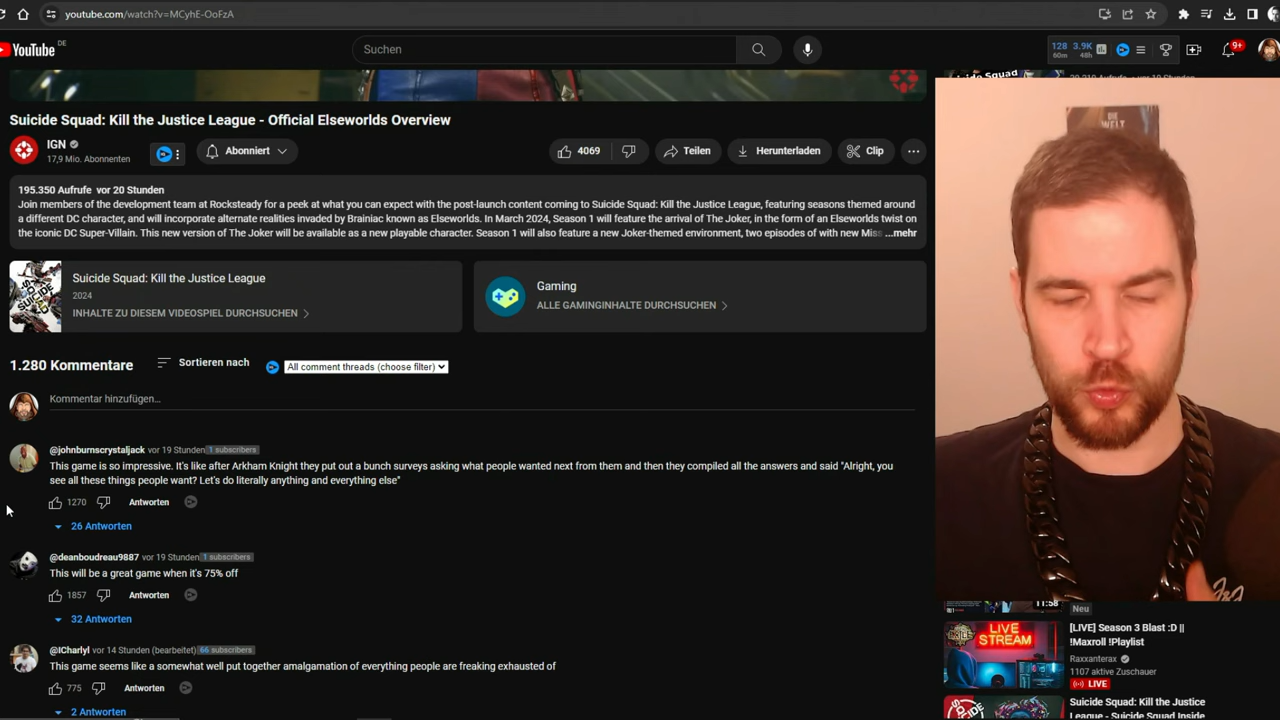 youtube.com/watch?v=MCyhE-OoFzA
YouTube DE
Suchen
128 3.9K
60m 48h
9+
Suicide Squad: Kill the Justice League - Official Elseworlds Overview
IGN
17,9 Mio. Abonnenten
Abonniert
4069
Teilen
Herunterladen
Clip
195.350 Aufrufe vor 20 Stunden
Join members of the development team at Rocksteady for a peek at what you can expect with the post-launch content coming to Suicide Squad: Kill the Justice League, featuring seasons themed around
a different DC character, and will incorporate alternate realities invaded by Brainiac known as Elseworlds. In March 2024, Season 1 will feature the arrival of The Joker, in the form of an Elseworlds twist on
the iconic DC Super-Villain. This new version of The Joker will be available as a new playable character. Season 1 will also feature a new Joker-themed environment, two episodes of with new Miss ...mehr
SUICIDE SQUAD
Suicide Squad: Kill the Justice League
2024
INHALTE ZU DIESEM VIDEOSPIEL DURCHSUCHEN
Gaming
ALLE GAMINGINHALTE DURCHSUCHEN
1.280 Kommentare
Sortieren nach
All comment threads (choose filter)
Kommentar hinzufügen...
@johnburnscrystaljack vor 19 Stunden 1 subscribers
This game is so impressive. It's like after Arkham Knight they put out a bunch surveys asking what people wanted next from them and then they compiled all the answers and said "Alright, you
see all these things people want? Let's do literally anything and everything else"
1270
Antworten
26 Antworten
@deanboudreau9887 vor 19 Stunden 1 subscribers
This will be a great game when it's 75% off
1857
Antworten
32 Antworten
@ICharlyl vor 14 Stunden (bearbeitet) 66 subscribers
This game seems like a somewhat well put together amalgamation of everything people are freaking exhausted of
775
Antworten
2 Antworten
DIE
WELT
11:58
Neu
LIVE
STREAM
[LIVE] Season 3 Blast :D ||
!Maxroll !Playlist
Raxxanterax
1107 aktive Zuschauer
LIVE
Suicide Squad: Kill the Justice
League - Suicide Squad Inside